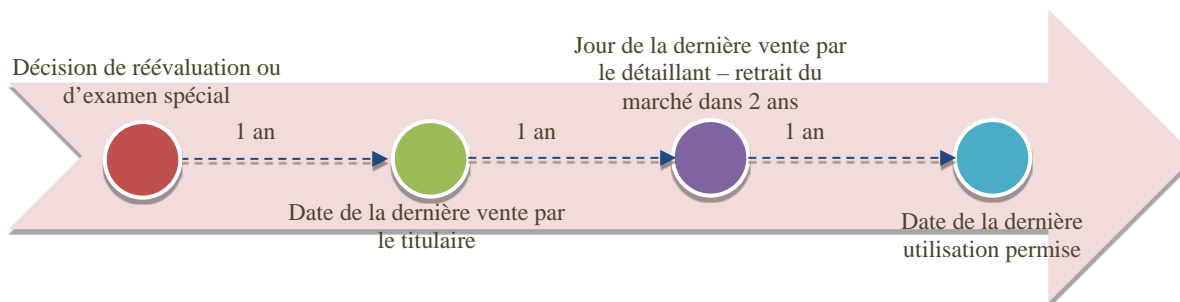 Décision de réévaluation ou
d’examen spécial
1 an
Date de la dernière vente par
le titulaire
1 an
Jour de la dernière vente par
le détaillant – retrait du
marché dans 2 ans
1 an
Date de la dernière
utilisation permise